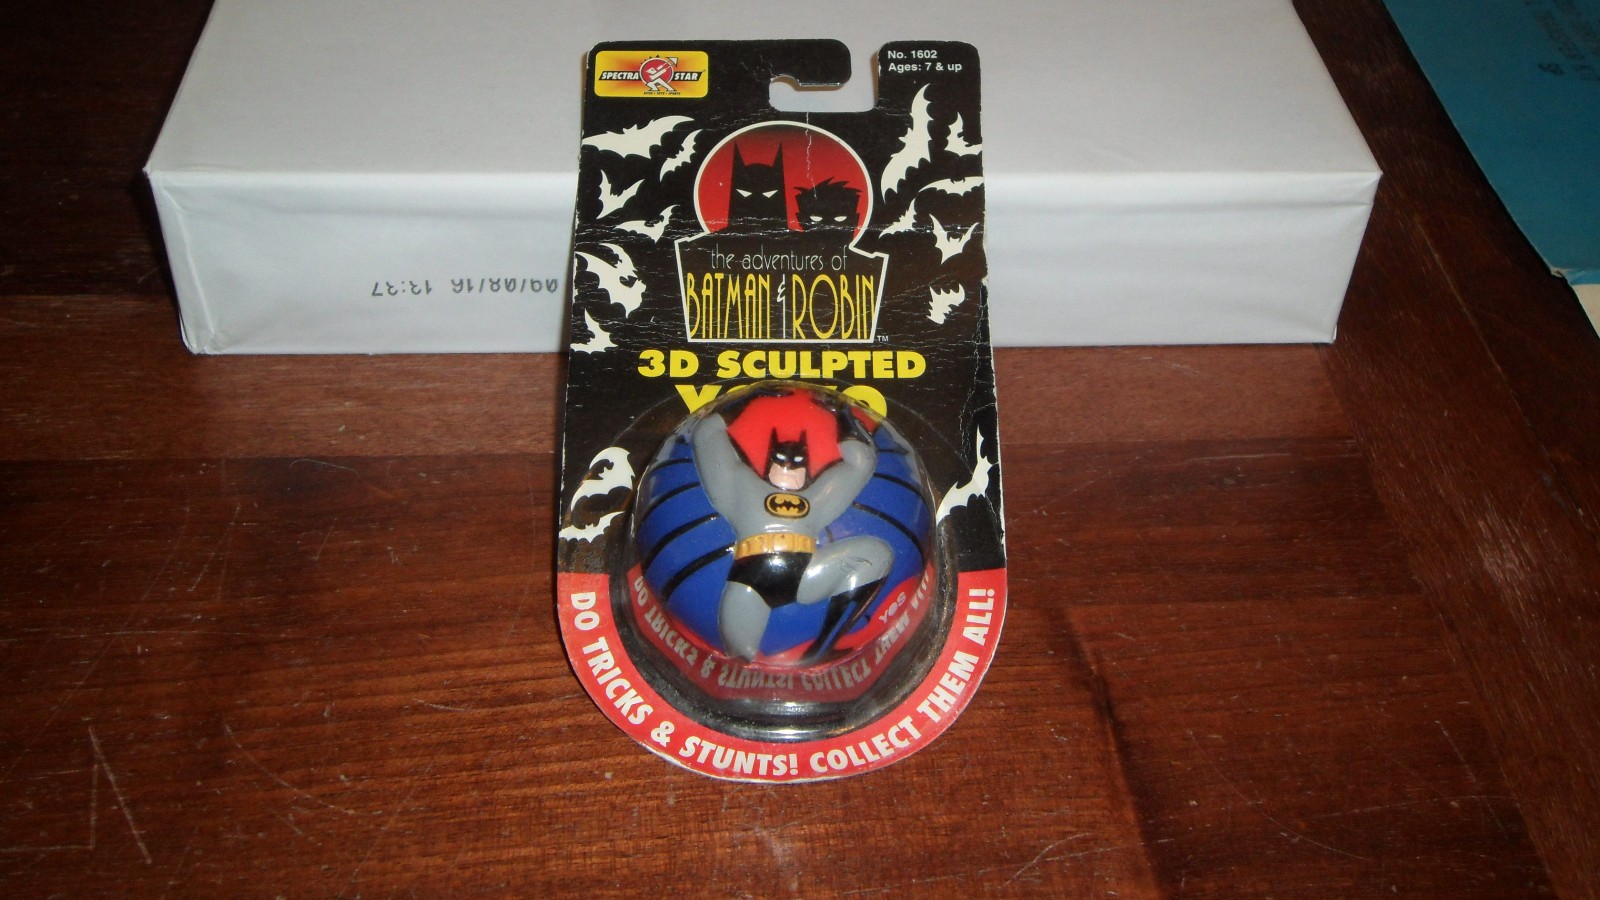 SPECTRA STAR
No. 1602
Ages: 7 & up
the adventures of
BATMAN & ROBIN™
3D SCULPTED
DO TRICKS & STUNTS! COLLECT THEM ALL!
09/08/16 13:37